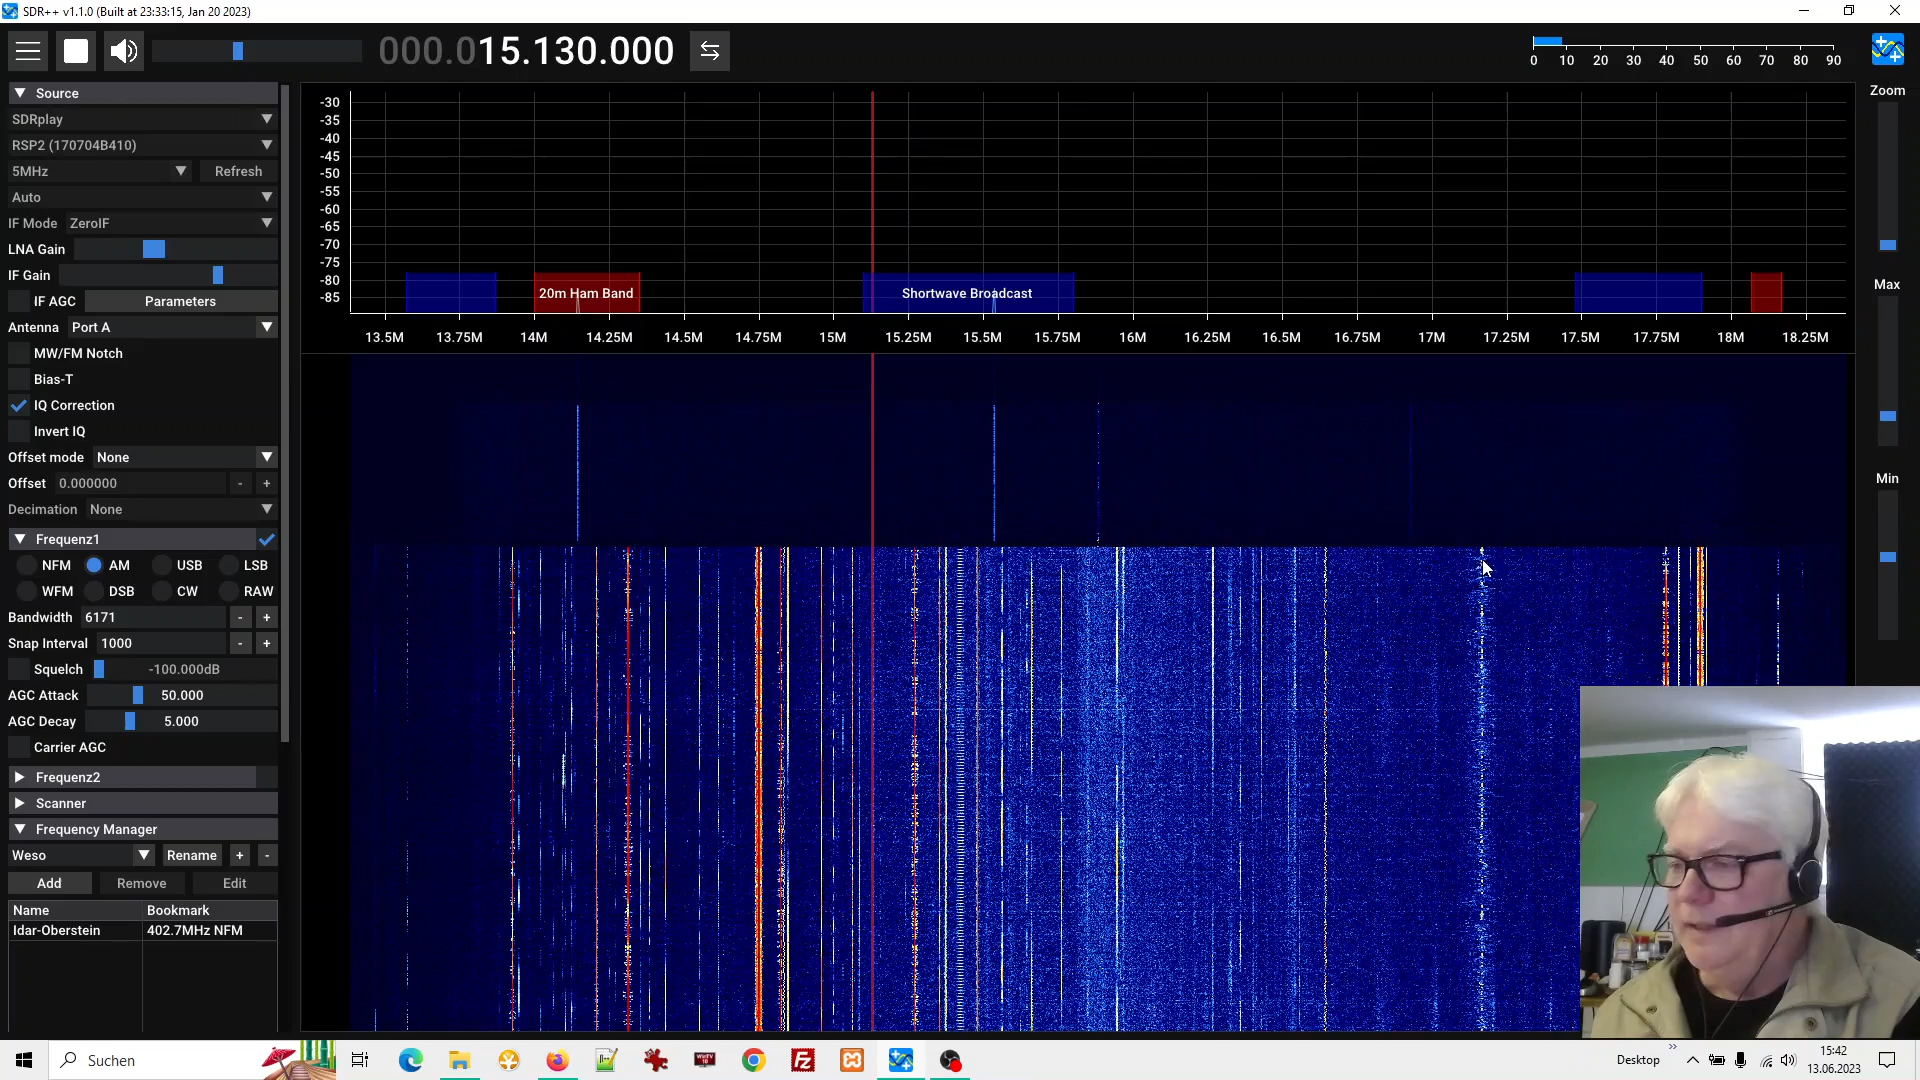 SDR++ v1.1.0 (Built at 23:33:15, Jan 20 2023)
000.015.130.000
0 10 20 30 40 50 60 70 80 90
Source
SDRplay
RSP2 (170704B410)
5MHz Refresh
Auto
IF Mode ZeroIF
LNA Gain
IF Gain
IF AGC Parameters
Antenna Port A
MW/FM Notch
Bias-T
IQ Correction
Invert IQ
Offset mode None
Offset 0.000000 - +
Decimation None
Frequenz1
NFM AM USB LSB
WFM DSB CW RAW
Bandwidth 6171 - +
Snap Interval 1000 - +
Squelch -100.000dB
AGC Attack 50.000
AGC Decay 5.000
Carrier AGC
Frequenz2
Scanner
Frequency Manager
Weso Rename + -
Add Remove Edit
Name Bookmark
Idar-Oberstein 402.7MHz NFM
-30
-35
-40
-45
-50
-55
-60
-65
-70
-75
-80
-85
20m Ham Band Shortwave Broadcast
13.5M 13.75M 14M 14.25M 14.5M 14.75M 15M 15.25M 15.5M 15.75M 16M 16.25M 16.5M 16.75M 17M 17.25M 17.5M 17.75M 18M 18.25M
Zoom
Max
Min
Suchen
Desktop
15:42
13.06.2023